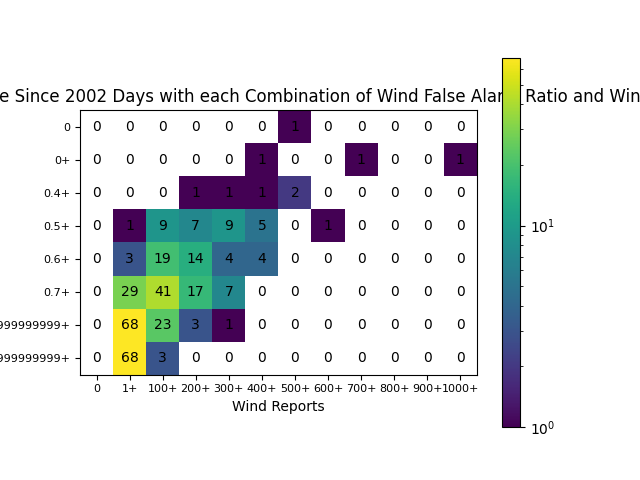 e Since 2002 Days with each Combination of Wind False Alarm Ratio and Win
0 0 0 0 0 0 0 1 0 0 0 0 0
0+ 0 0 0 0 0 1 0 0 1 0 0 1
0.4+ 0 0 0 1 1 1 2 0 0 0 0 0
0.5+ 0 1 9 7 9 5 0 1 0 0 0 0
0.6+ 0 3 19 14 4 4 0 0 0 0 0 0
0.7+ 0 29 41 17 7 0 0 0 0 0 0 0
999999999+ 0 68 23 3 1 0 0 0 0 0 0 0
999999999+ 0 68 3 0 0 0 0 0 0 0 0 0
0 1+ 100+ 200+ 300+ 400+ 500+ 600+ 700+ 800+ 900+ 1000+
Wind Reports
10¹
10⁰